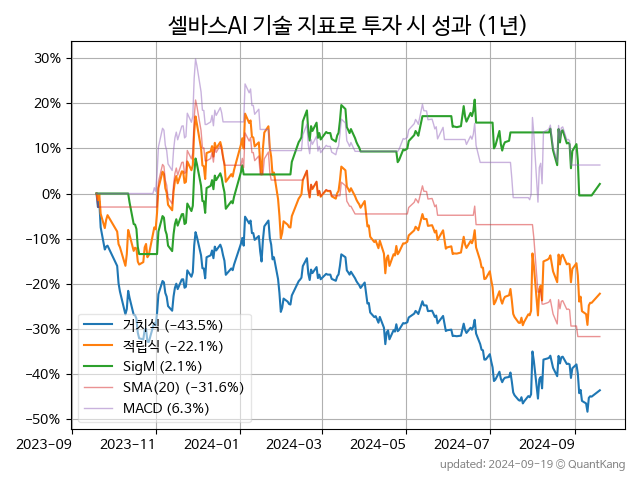 셀바스AI 기술 지표로 투자 시 성과 (1년)
30%
20%
10%
0%
−10%
−20%
−30%
−40%
−50%
거치식 (−43.5%)
적립식 (−22.1%)
SigM (2.1%)
SMA(20) (−31.6%)
MACD (6.3%)
2023-09 2023-11 2024-01 2024-03 2024-05 2024-07 2024-09
updated: 2024-09-19 © QuantKang